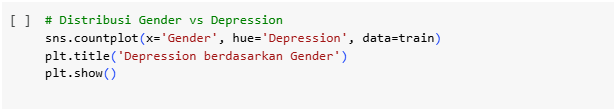 [ ] # Distribusi Gender vs Depression
sns.countplot(x='Gender', hue='Depression', data=train)
plt.title('Depression berdasarkan Gender')
plt.show()